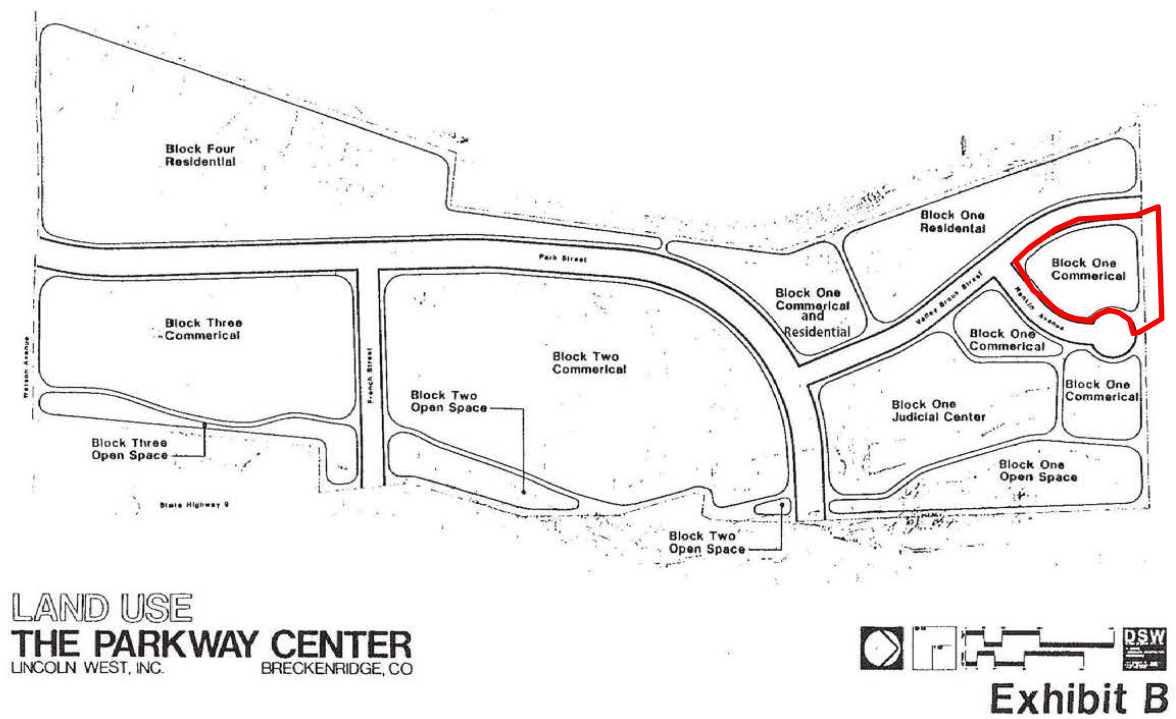 Block Four
Residential
Block One
Residental
Block One
Commerical
Park Street
Block One
Commerical
and
Residential
Valley Brook Street
Rankin Avenue
Block Three
Commerical
Block One
Commerical
Block Two
Commerical
Watson Avenue
French Street
Block One
Commerical
Block Two
Open Space
Block One
Judicial Center
Block Three
Open Space
Block One
Open Space
State Highway 9
Block Two
Open Space
LAND USE
THE PARKWAY CENTER
LINCOLN WEST, INC. BRECKENRIDGE, CO
DSW
Exhibit B